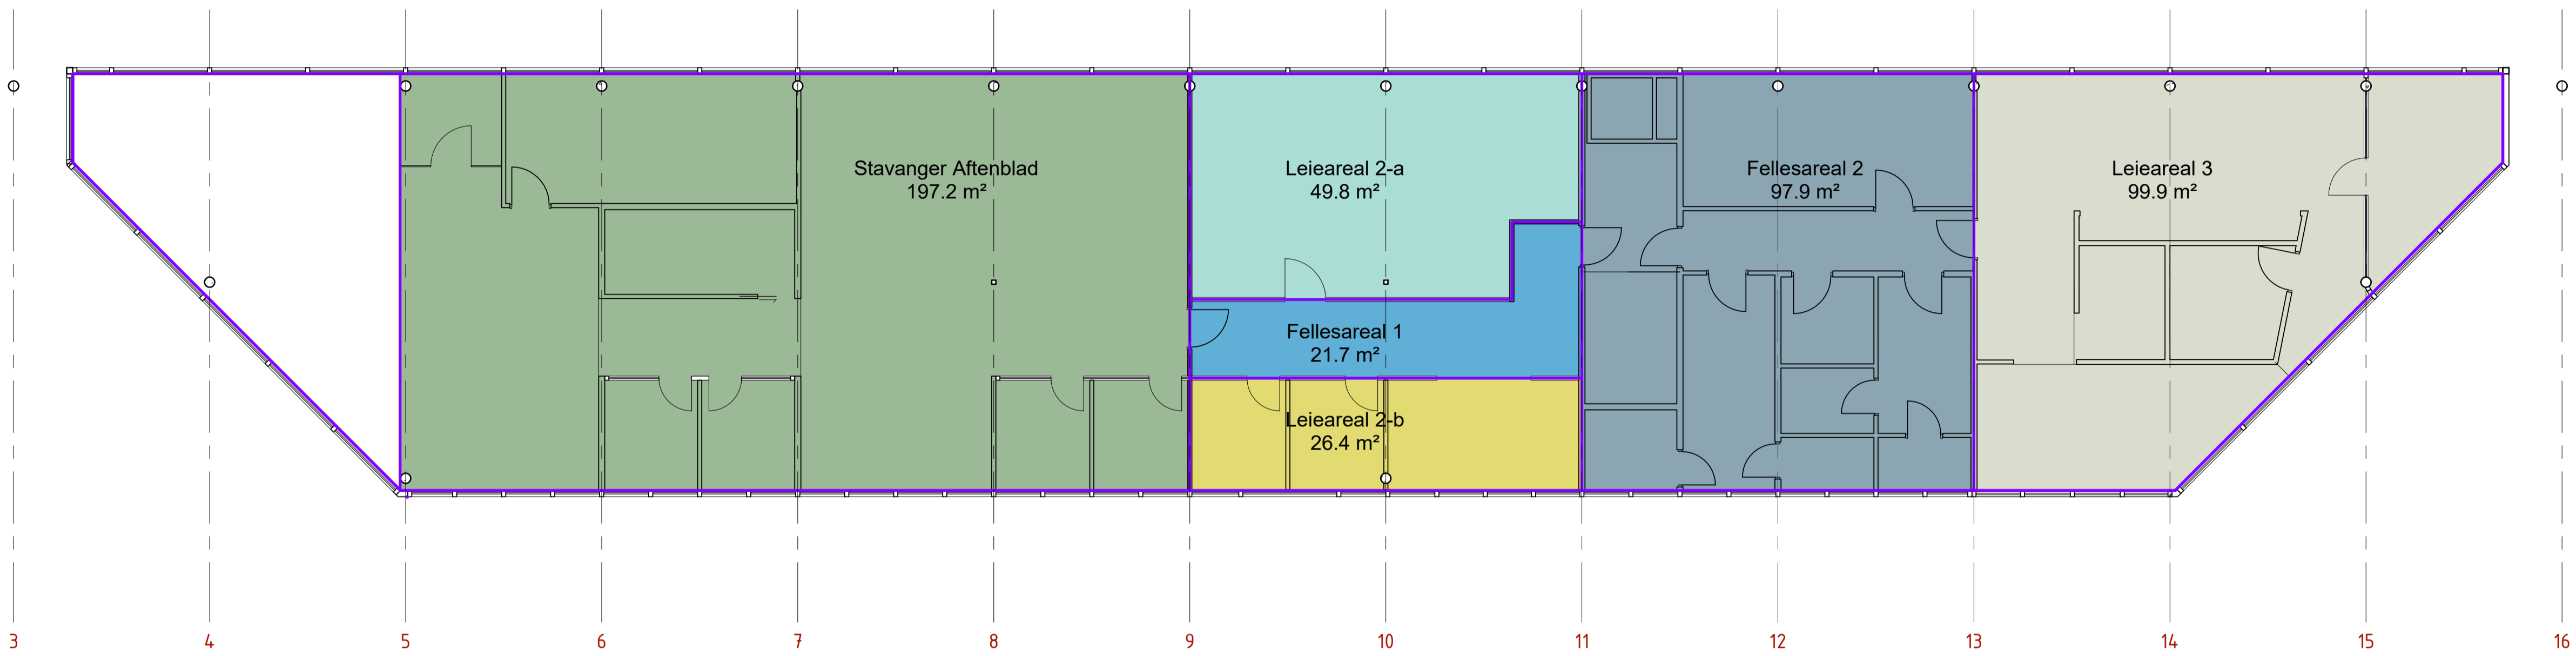 Stavanger Aftenblad
197.2 m²
Leieareal 2-a
49.8 m²
Fellesareal 2
97.9 m²
Leieareal 3
99.9 m²
Fellesareal 1
21.7 m²
Leieareal 2-b
26.4 m²
3 4 5 6 7 8 9 10 11 12 13 14 15 16